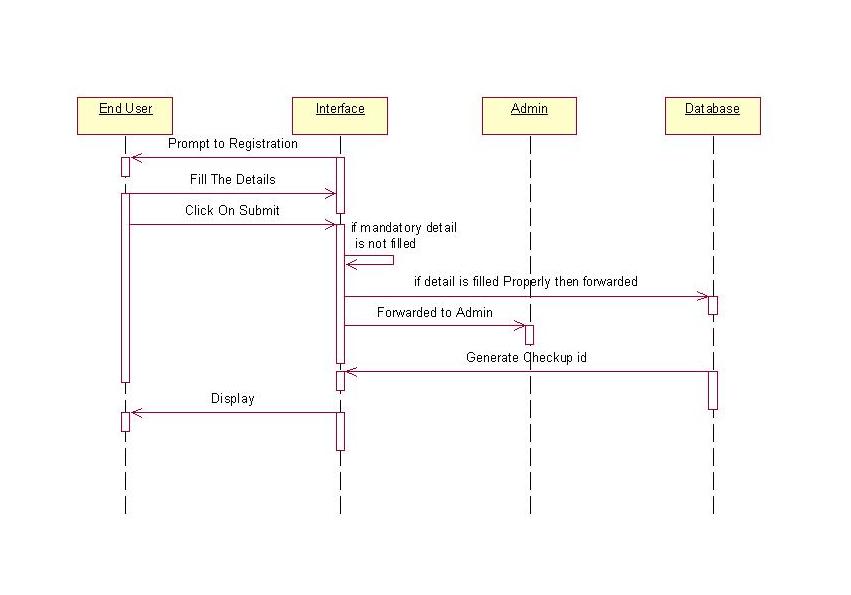 End User
Interface
Admin
Database
Prompt to Registration
Fill The Details
Click On Submit
if mandatory detail
is not filled
if detail is filled Properly then forwarded
Forwarded to Admin
Generate Checkup id
Display